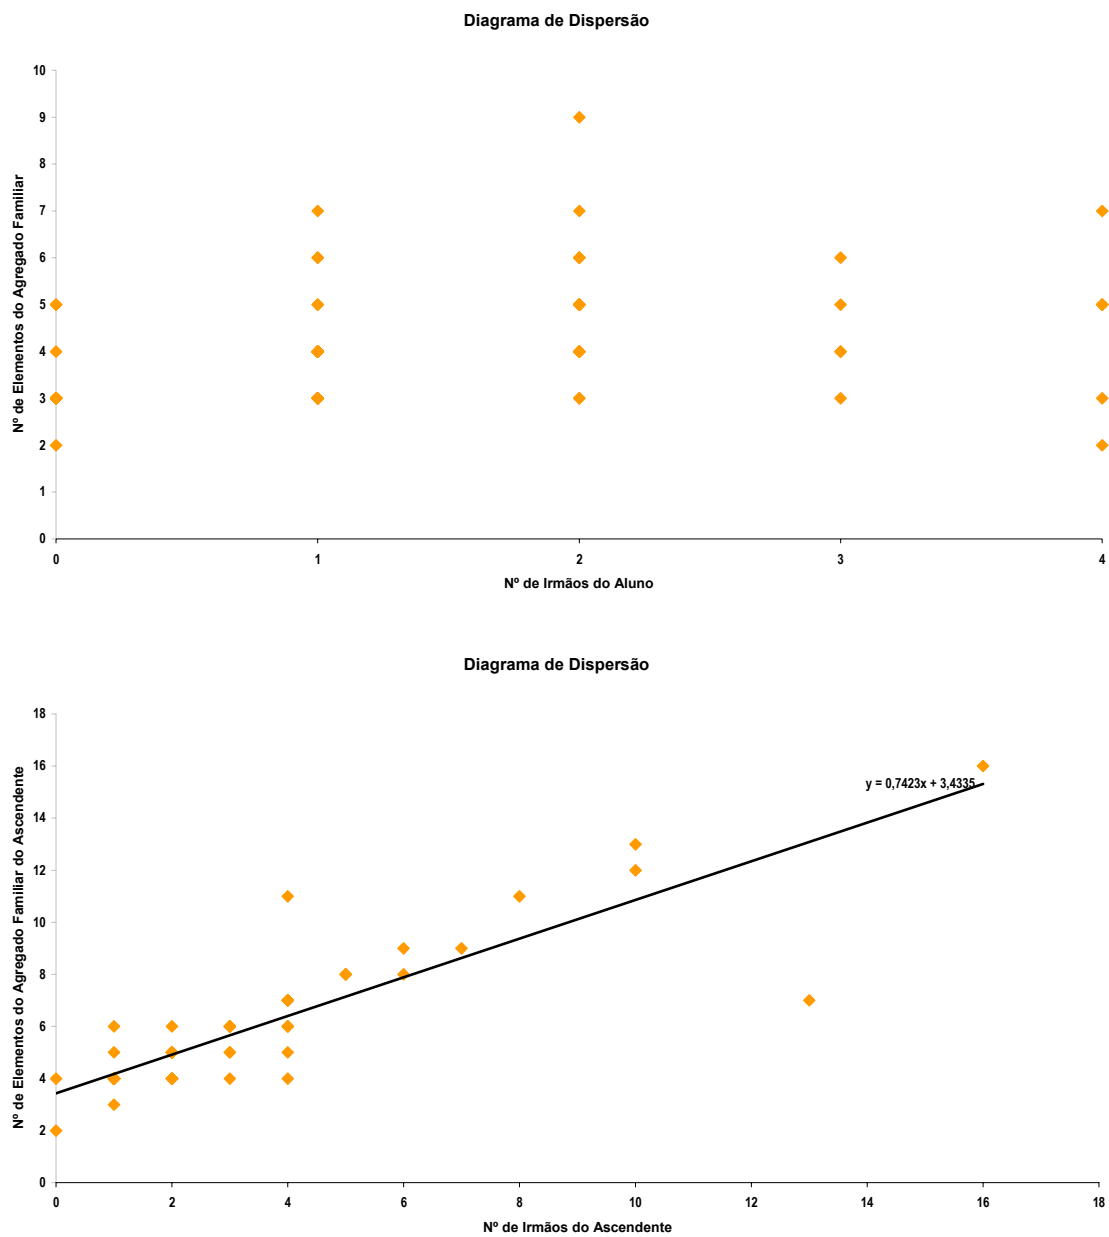 Diagrama de Dispersão
10
9
8
7
6
5
4
3
2
1
0
Nº de Elementos do Agregado Familiar
0 1 2 3 4
Nº de Irmãos do Aluno
Diagrama de Dispersão
18
16
14
12
10
8
6
4
2
0
Nº de Elementos do Agregado Familiar do Ascendente
y = 0,7423x + 3,4335
0 2 4 6 8 10 12 14 16 18
Nº de Irmãos do Ascendente